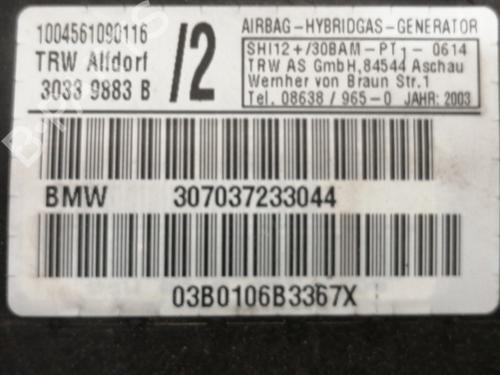 1004561090116
TRW Alfdorf
3033 9883 B
/2
AIRBAG-HYBRIDGAS-GENERATOR
SHI12+/30BAM-PT1-0614
TRW AS GmbH, 84544 Aschau
Wernher von Braun Str.1
Tel. 08638/965-0 JAHR: 2003
BMW 307037233044
03B0106B3367X